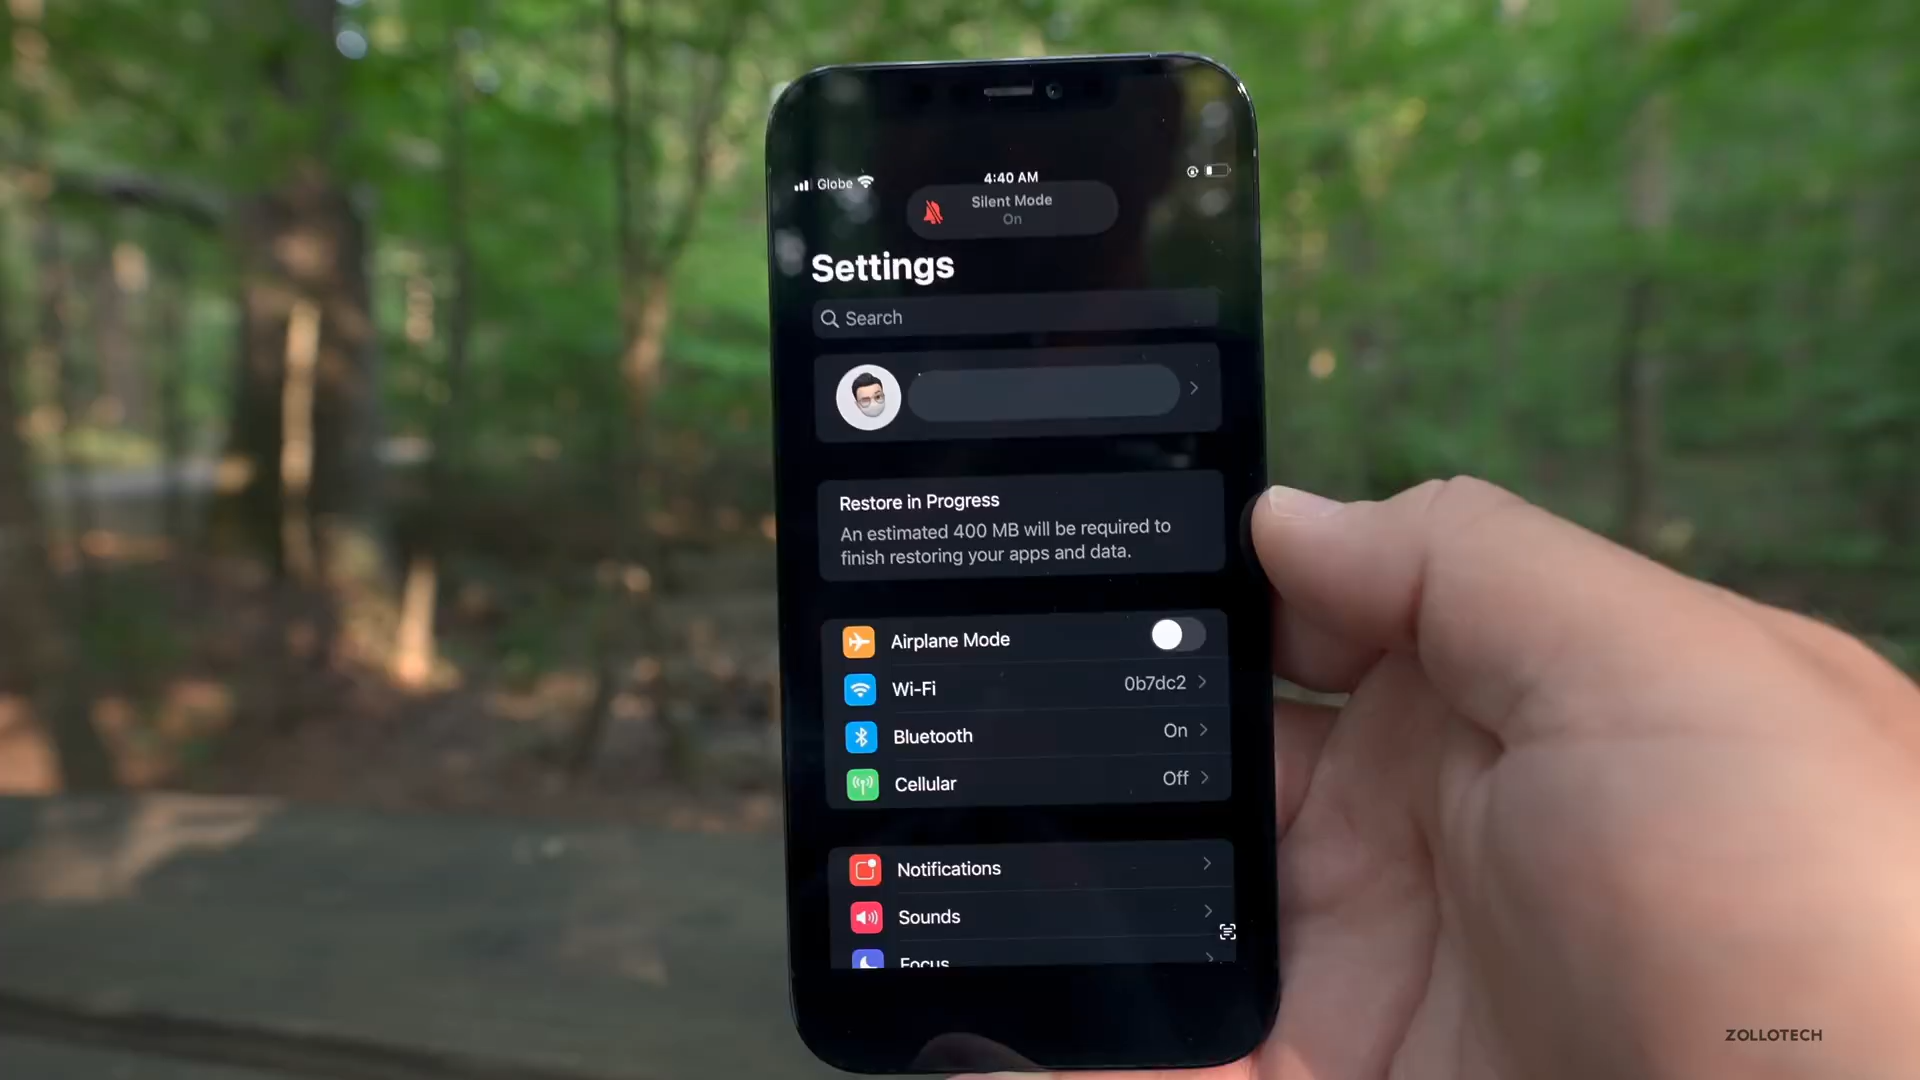 Globe
4:40 AM
Silent Mode
On
Settings
Search
Restore in Progress
An estimated 400 MB will be required to
finish restoring your apps and data.
Airplane Mode
Wi-Fi 0b7dc2
Bluetooth On
Cellular Off
Notifications
Sounds
Focus
ZOLLOTECH